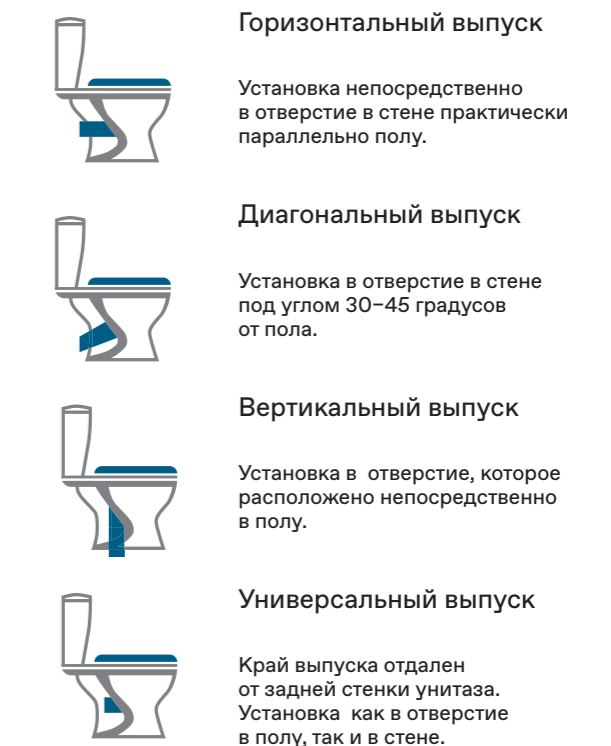 Горизонтальный выпуск
Установка непосредственно
в отверстие в стене практически
параллельно полу.
Диагональный выпуск
Установка в отверстие в стене
под углом 30–45 градусов
от пола.
Вертикальный выпуск
Установка в отверстие, которое
расположено непосредственно
в полу.
Универсальный выпуск
Край выпуска отдален
от задней стенки унитаза.
Установка как в отверстие
в полу, так и в стене.